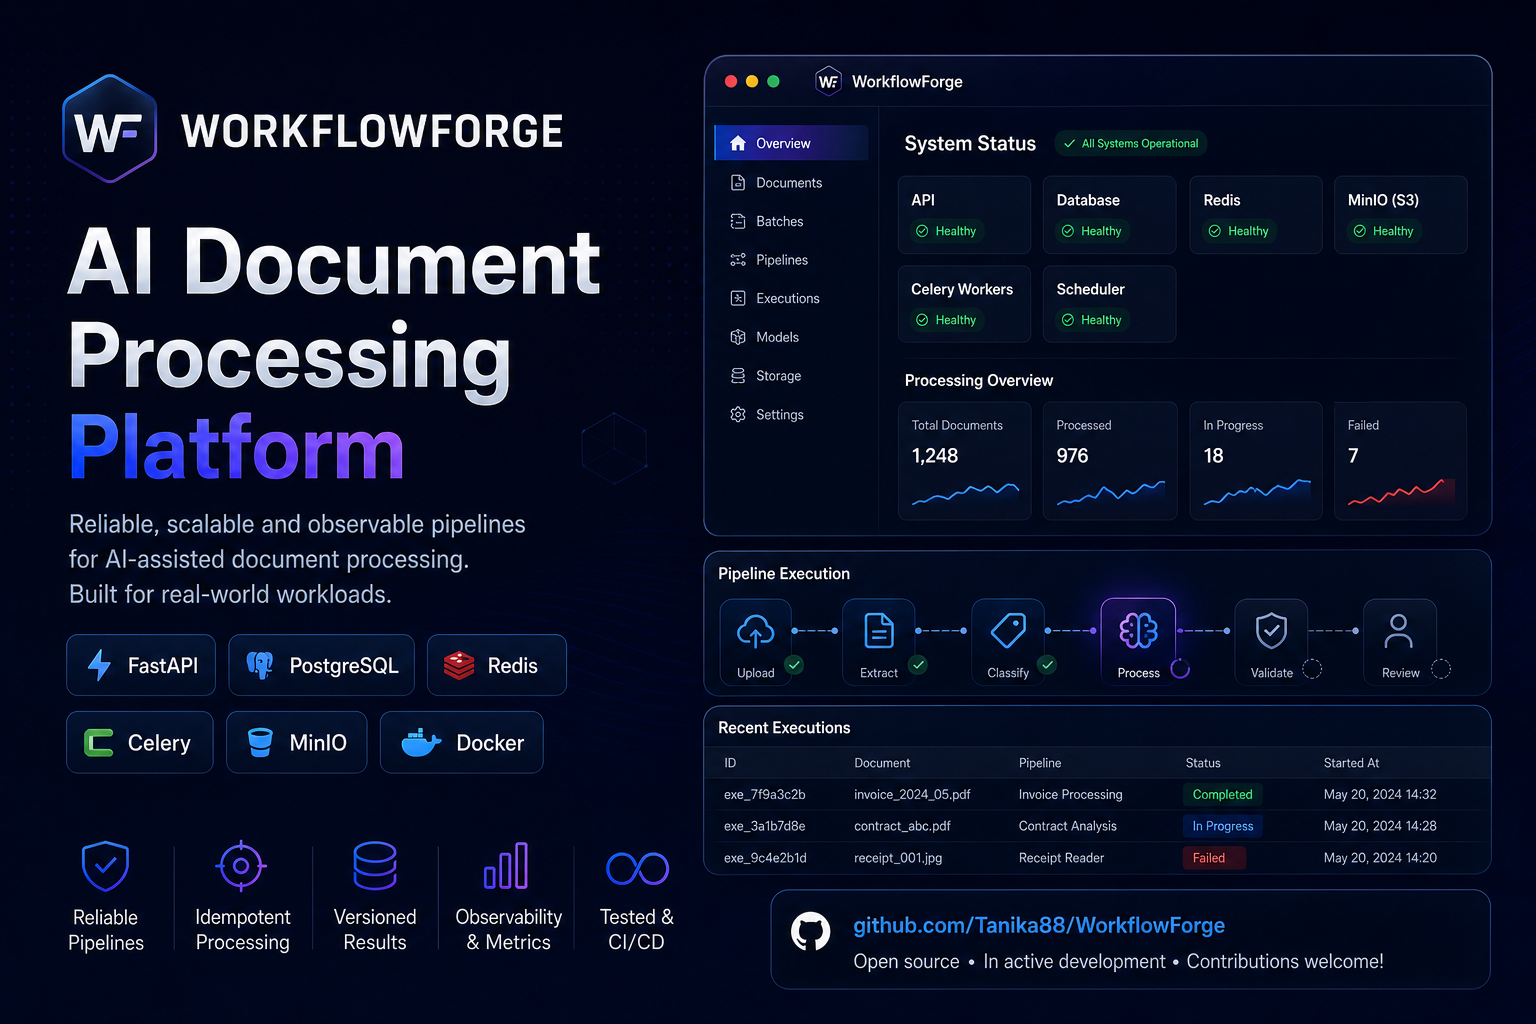 WF WORKFLOWFORGE
AI Document
Processing
Platform
Reliable, scalable and observable pipelines
for AI-assisted document processing.
Built for real-world workloads.
FastAPI PostgreSQL Redis
Celery MinIO Docker
Reliable
Pipelines
Idempotent
Processing
Versioned
Results
Observability
& Metrics
Tested &
CI/CD
WF WorkflowForge
Overview
Documents
Batches
Pipelines
Executions
Models
Storage
Settings
System Status All Systems Operational
API
Healthy
Database
Healthy
Redis
Healthy
MinIO (S3)
Healthy
Celery Workers
Healthy
Scheduler
Healthy
Processing Overview
Total Documents
1,248
Processed
976
In Progress
18
Failed
7
Pipeline Execution
Upload Extract Classify Process Validate Review
Recent Executions
ID Document Pipeline Status Started At
exe_7f9a3c2b invoice_2024_05.pdf Invoice Processing Completed May 20, 2024 14:32
exe_3a1b7d8e contract_abc.pdf Contract Analysis In Progress May 20, 2024 14:28
exe_9c4e2b1d receipt_001.jpg Receipt Reader Failed May 20, 2024 14:20
github.com/Tanika88/WorkflowForge
Open source • In active development • Contributions welcome!